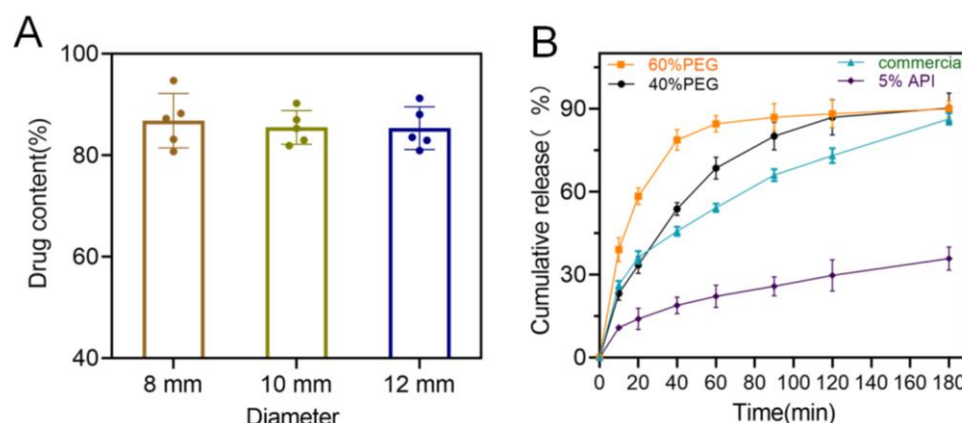 A
100
80
60
40
Drug content(%)
8 mm
10 mm
12 mm
Diameter
B
60%PEG
40%PEG
commercia
5% API
90
60
30
0
Cumulative release( %)
0
20
40
60
80
100
120
140
160
180
Time(min)